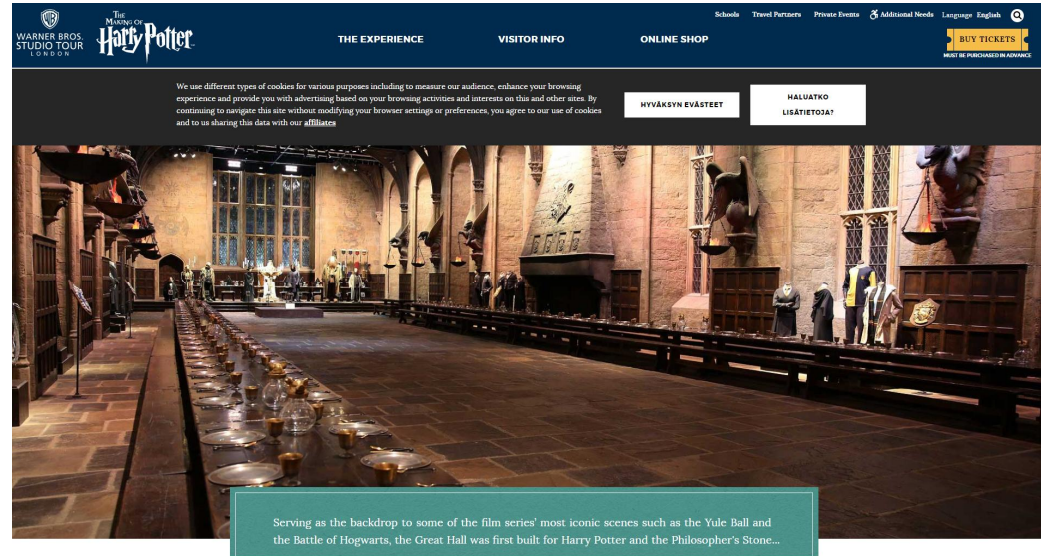 Schools Travel Partners Private Events Additional Needs Language English
WB
WARNER BROS.
STUDIO TOUR
LONDON
THE
MAKING OF
Harry Potter
THE EXPERIENCE VISITOR INFO ONLINE SHOP
BUY TICKETS
MUST BE PURCHASED IN ADVANCE
We use different types of cookies for various purposes including to measure our audience, enhance your browsing
experience and provide you with advertising based on your browsing activities and interests on this and other sites. By
continuing to navigate this site without modifying your browser settings or preferences, you agree to our use of cookies
and to us sharing this data with our affiliates
HYVÄKSYN EVÄSTEET
HALUATKO
LISÄTIETOJA?
Serving as the backdrop to some of the film series' most iconic scenes such as the Yule Ball and
the Battle of Hogwarts, the Great Hall was first built for Harry Potter and the Philosopher's Stone...